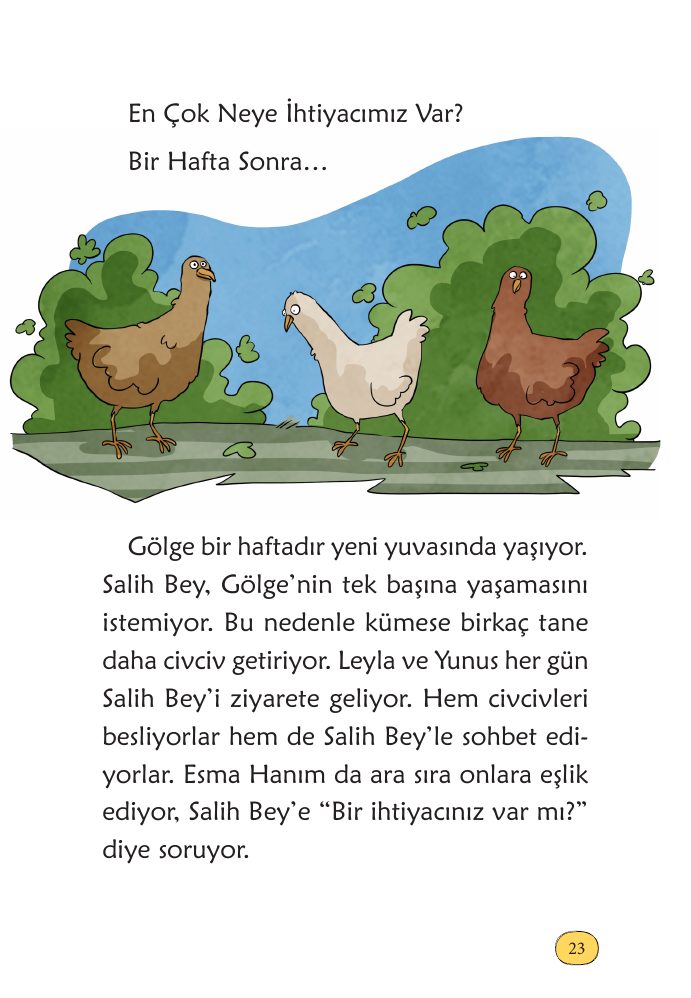 En Çok Neye İhtiyacımız Var?
Bir Hafta Sonra…
Gölge bir haftadır yeni yuvasında yaşıyor.
Salih Bey, Gölge’nin tek başına yaşamasını
istemiyor. Bu nedenle kümese birkaç tane
daha civciv getiriyor. Leyla ve Yunus her gün
Salih Bey’i ziyarete geliyor. Hem civcivleri
besliyorlar hem de Salih Bey’le sohbet edi-
yorlar. Esma Hanım da ara sıra onlara eşlik
ediyor, Salih Bey’e “Bir ihtiyacınız var mı?”
diye soruyor.
23